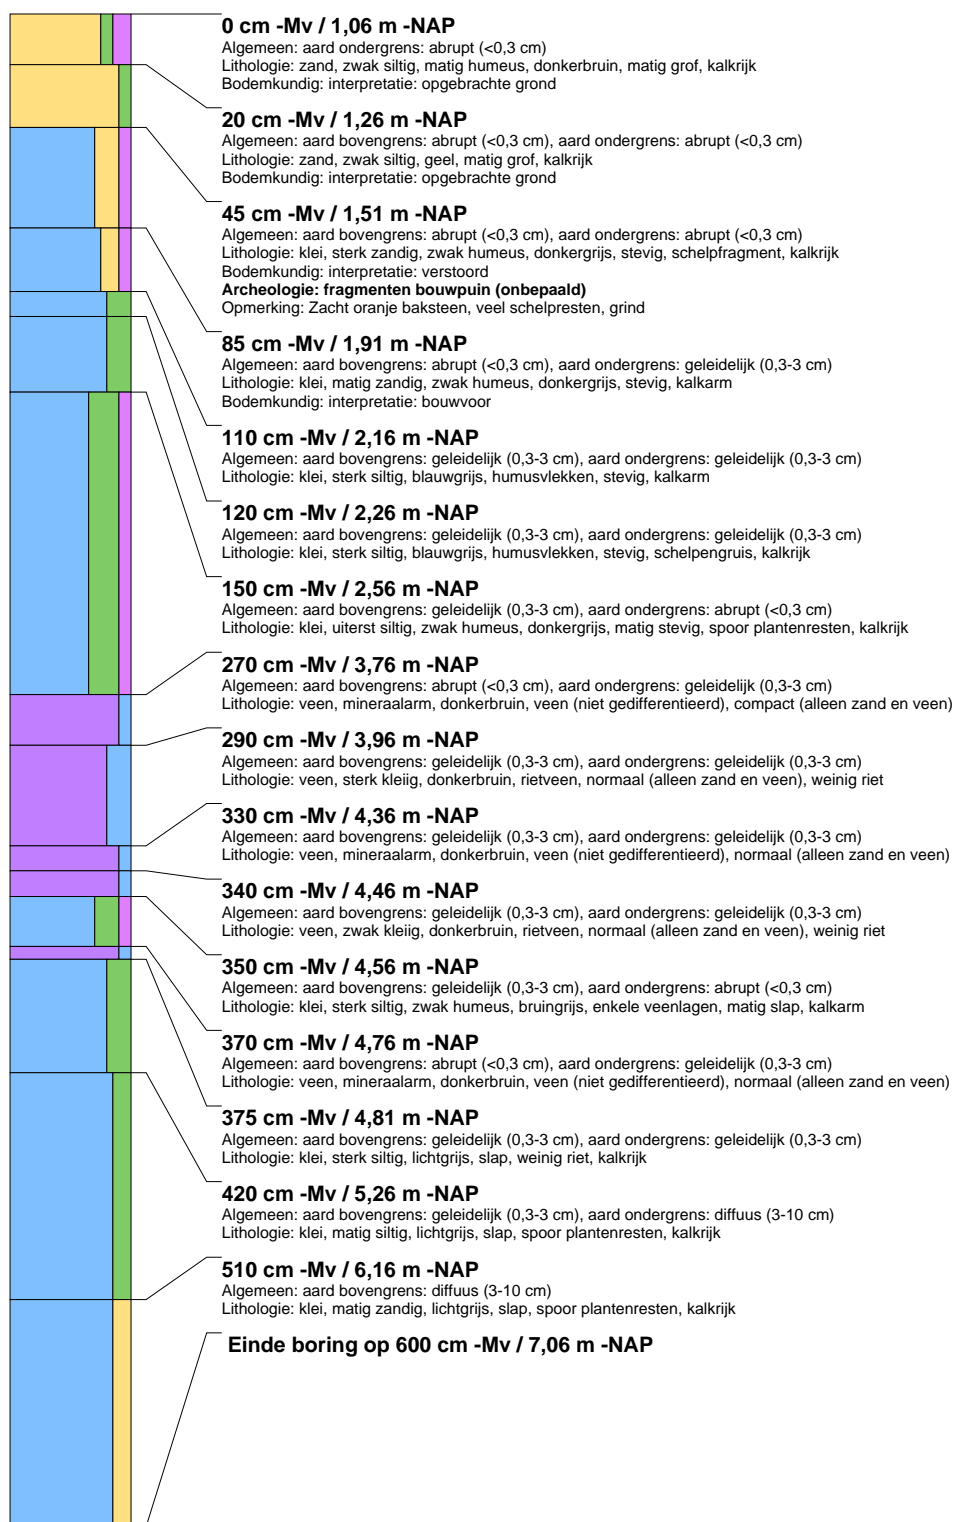 0 cm -Mv / 1,06 m -NAP
Algemeen: aard ondergrens: abrupt (<0,3 cm)
Lithologie: zand, zwak siltig, matig humeus, donkerbruin, matig grof, kalkrijk
Bodemkundig: interpretatie: opgebrachte grond
20 cm -Mv / 1,26 m -NAP
Algemeen: aard bovengrens: abrupt (<0,3 cm), aard ondergrens: abrupt (<0,3 cm)
Lithologie: zand, zwak siltig, geel, matig grof, kalkrijk
Bodemkundig: interpretatie: opgebrachte grond
45 cm -Mv / 1,51 m -NAP
Algemeen: aard bovengrens: abrupt (<0,3 cm), aard ondergrens: abrupt (<0,3 cm)
Lithologie: klei, sterk zandig, zwak humeus, donkergrijs, stevig, schelpfragment, kalkrijk
Bodemkundig: interpretatie: verstoord
Archeologie: fragmenten bouwpuin (onbepaald)
Opmerking: Zacht oranje baksteen, veel schelpresten, grind
85 cm -Mv / 1,91 m -NAP
Algemeen: aard bovengrens: abrupt (<0,3 cm), aard ondergrens: geleidelijk (0,3-3 cm)
Lithologie: klei, matig zandig, zwak humeus, donkergrijs, stevig, kalkarm
Bodemkundig: interpretatie: bouwvoor
110 cm -Mv / 2,16 m -NAP
Algemeen: aard bovengrens: geleidelijk (0,3-3 cm), aard ondergrens: geleidelijk (0,3-3 cm)
Lithologie: klei, sterk siltig, blauwgrijs, humusvlekken, stevig, kalkarm
120 cm -Mv / 2,26 m -NAP
Algemeen: aard bovengrens: geleidelijk (0,3-3 cm), aard ondergrens: geleidelijk (0,3-3 cm)
Lithologie: klei, sterk siltig, blauwgrijs, humusvlekken, stevig, schelpengruis, kalkrijk
150 cm -Mv / 2,56 m -NAP
Algemeen: aard bovengrens: geleidelijk (0,3-3 cm), aard ondergrens: abrupt (<0,3 cm)
Lithologie: klei, uiterst siltig, zwak humeus, donkergrijs, matig stevig, spoor plantenresten, kalkrijk
270 cm -Mv / 3,76 m -NAP
Algemeen: aard bovengrens: abrupt (<0,3 cm), aard ondergrens: geleidelijk (0,3-3 cm)
Lithologie: veen, mineraalarm, donkerbruin, veen (niet gedifferentieerd), compact (alleen zand en veen)
290 cm -Mv / 3,96 m -NAP
Algemeen: aard bovengrens: geleidelijk (0,3-3 cm), aard ondergrens: geleidelijk (0,3-3 cm)
Lithologie: veen, sterk kleiig, donkerbruin, rietveen, normaal (alleen zand en veen), weinig riet
330 cm -Mv / 4,36 m -NAP
Algemeen: aard bovengrens: geleidelijk (0,3-3 cm), aard ondergrens: geleidelijk (0,3-3 cm)
Lithologie: veen, mineraalarm, donkerbruin, veen (niet gedifferentieerd), normaal (alleen zand en veen)
340 cm -Mv / 4,46 m -NAP
Algemeen: aard bovengrens: geleidelijk (0,3-3 cm), aard ondergrens: geleidelijk (0,3-3 cm)
Lithologie: veen, zwak kleiig, donkerbruin, rietveen, normaal (alleen zand en veen), weinig riet
350 cm -Mv / 4,56 m -NAP
Algemeen: aard bovengrens: geleidelijk (0,3-3 cm), aard ondergrens: abrupt (<0,3 cm)
Lithologie: klei, sterk siltig, zwak humeus, bruingrijs, enkele veenlagen, matig slap, kalkarm
370 cm -Mv / 4,76 m -NAP
Algemeen: aard bovengrens: abrupt (<0,3 cm), aard ondergrens: geleidelijk (0,3-3 cm)
Lithologie: veen, mineraalarm, donkerbruin, veen (niet gedifferentieerd), normaal (alleen zand en veen)
375 cm -Mv / 4,81 m -NAP
Algemeen: aard bovengrens: geleidelijk (0,3-3 cm), aard ondergrens: geleidelijk (0,3-3 cm)
Lithologie: klei, sterk siltig, lichtgrijs, slap, weinig riet, kalkrijk
420 cm -Mv / 5,26 m -NAP
Algemeen: aard bovengrens: geleidelijk (0,3-3 cm), aard ondergrens: diffuus (3-10 cm)
Lithologie: klei, matig siltig, lichtgrijs, slap, spoor plantenresten, kalkrijk
510 cm -Mv / 6,16 m -NAP
Algemeen: aard bovengrens: diffuus (3-10 cm)
Lithologie: klei, matig zandig, lichtgrijs, slap, spoor plantenresten, kalkrijk
Einde boring op 600 cm -Mv / 7,06 m -NAP